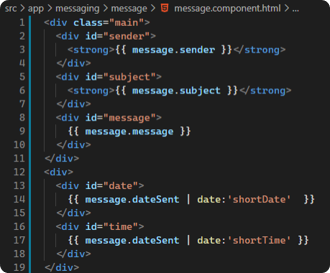 src > app > messaging > message > message.component.html > ...
1 <div class="main">
2 <div id="sender">
3 <strong>{{ message.sender }}</strong>
4 </div>
5 <div id="subject">
6 <strong>{{ message.subject }}</strong>
7 </div>
8 <div id="message">
9 {{ message.message }}
10 </div>
11 </div>
12 <div>
13 <div id="date">
14 {{ message.dateSent | date:'shortDate'  }}
15 </div>
16 <div id="time">
17 {{ message.dateSent | date:'shortTime' }}
18 </div>
19 </div>